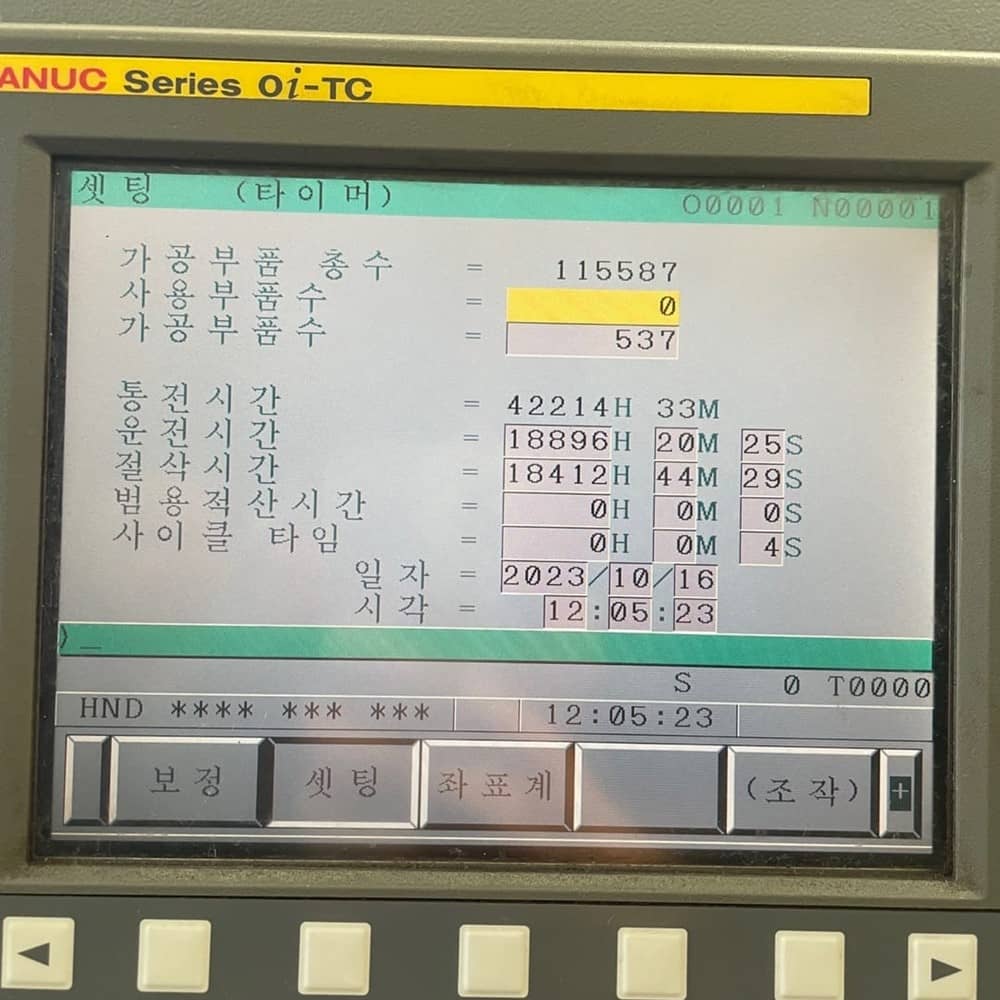 ANUC Series 0i-TC
셋팅 (타이머) O0001 N00001
가공부품 총수 = 115587
사용부품수 = 0
가공부품수 = 537
통전시간 = 42214H 33M
운전시간 = 18896H 20M 25S
절삭시간 = 18412H 44M 29S
범용적산시간 = 0H 0M 0S
사이클 타임 = 0H 0M 4S
일자 = 2023/10/16
시각 = 12:05:23
) _
S 0 T0000
HND **** *** *** 12:05:23
보정 셋팅 좌표계 (조작) +